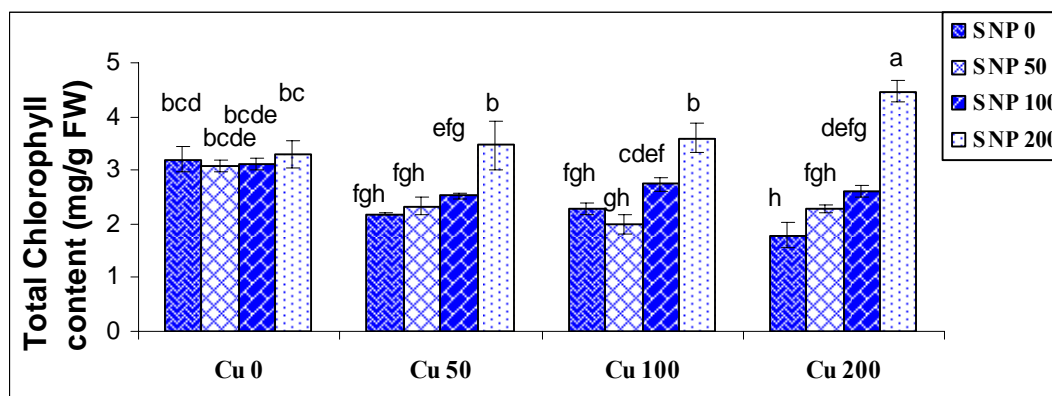 SNP 0
SNP 50
SNP 100
SNP 200
Total Chlorophyll
content (mg/g FW)
5
4
3
2
1
0
bcd
bcde
bcde
bc
fgh
fgh
efg
b
fgh
gh
cdef
b
h
fgh
defg
a
Cu 0
Cu 50
Cu 100
Cu 200